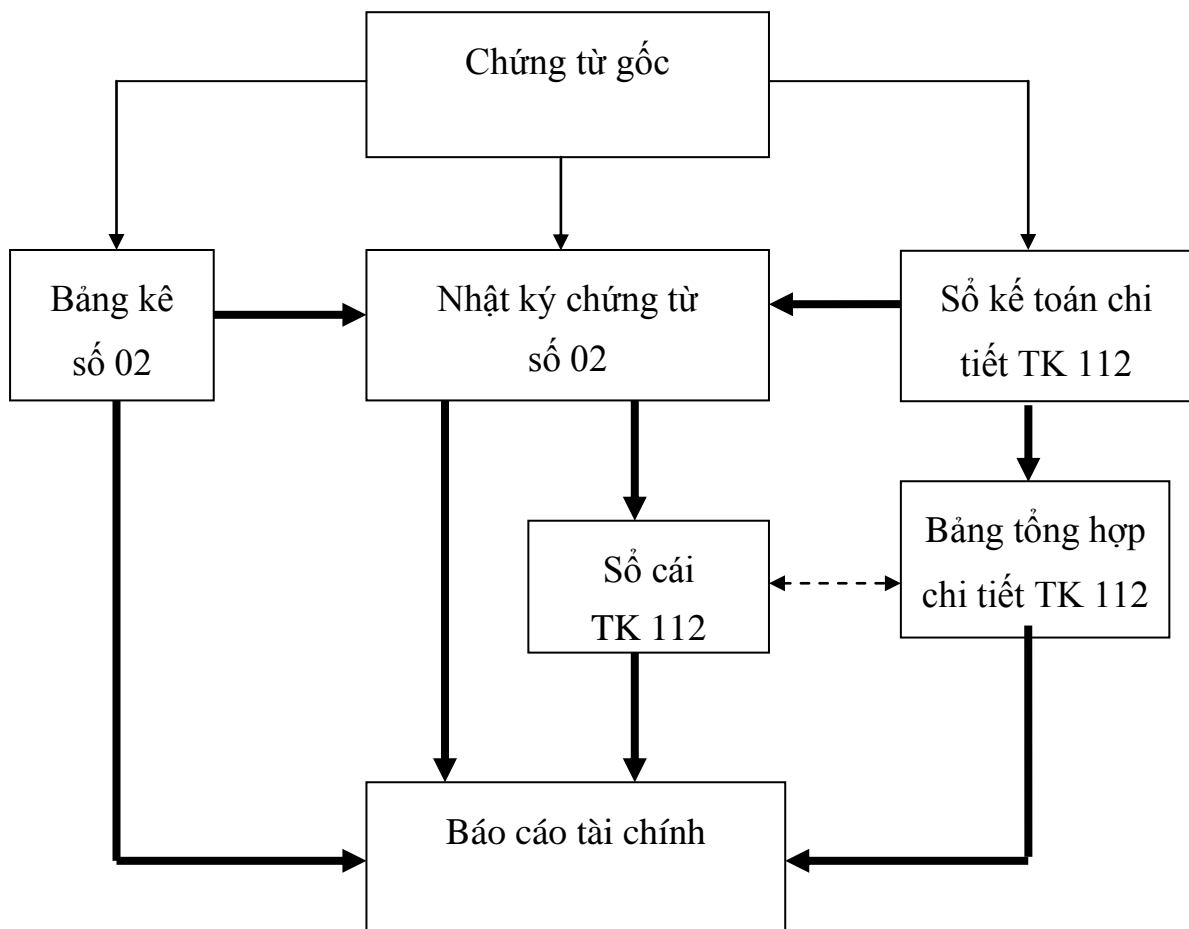 Chứng từ gốc
Bảng kê
số 02
Nhật ký chứng từ
số 02
Sổ kế toán chi
tiết TK 112
Sổ cái
TK 112
Bảng tổng hợp
chi tiết TK 112
Báo cáo tài chính